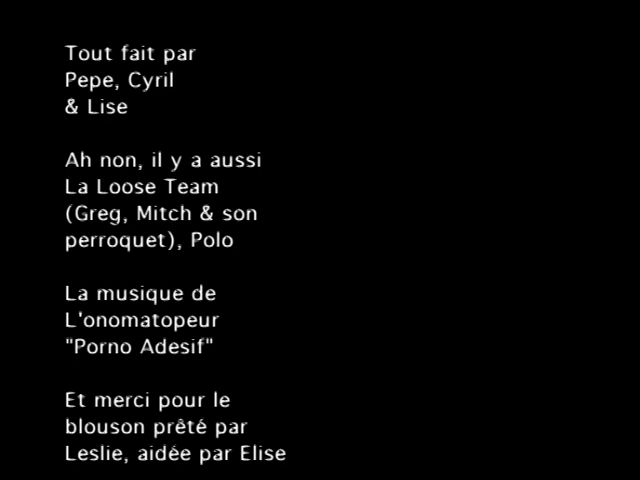 Tout fait par
Pepe, Cyril
& Lise
Ah non, il y a aussi
La Loose Team
(Greg, Mitch & son
perroquet), Polo
La musique de
L'onomatopeur
"Porno Adesif"
Et merci pour le
blouson prêté par
Leslie, aidée par Elise